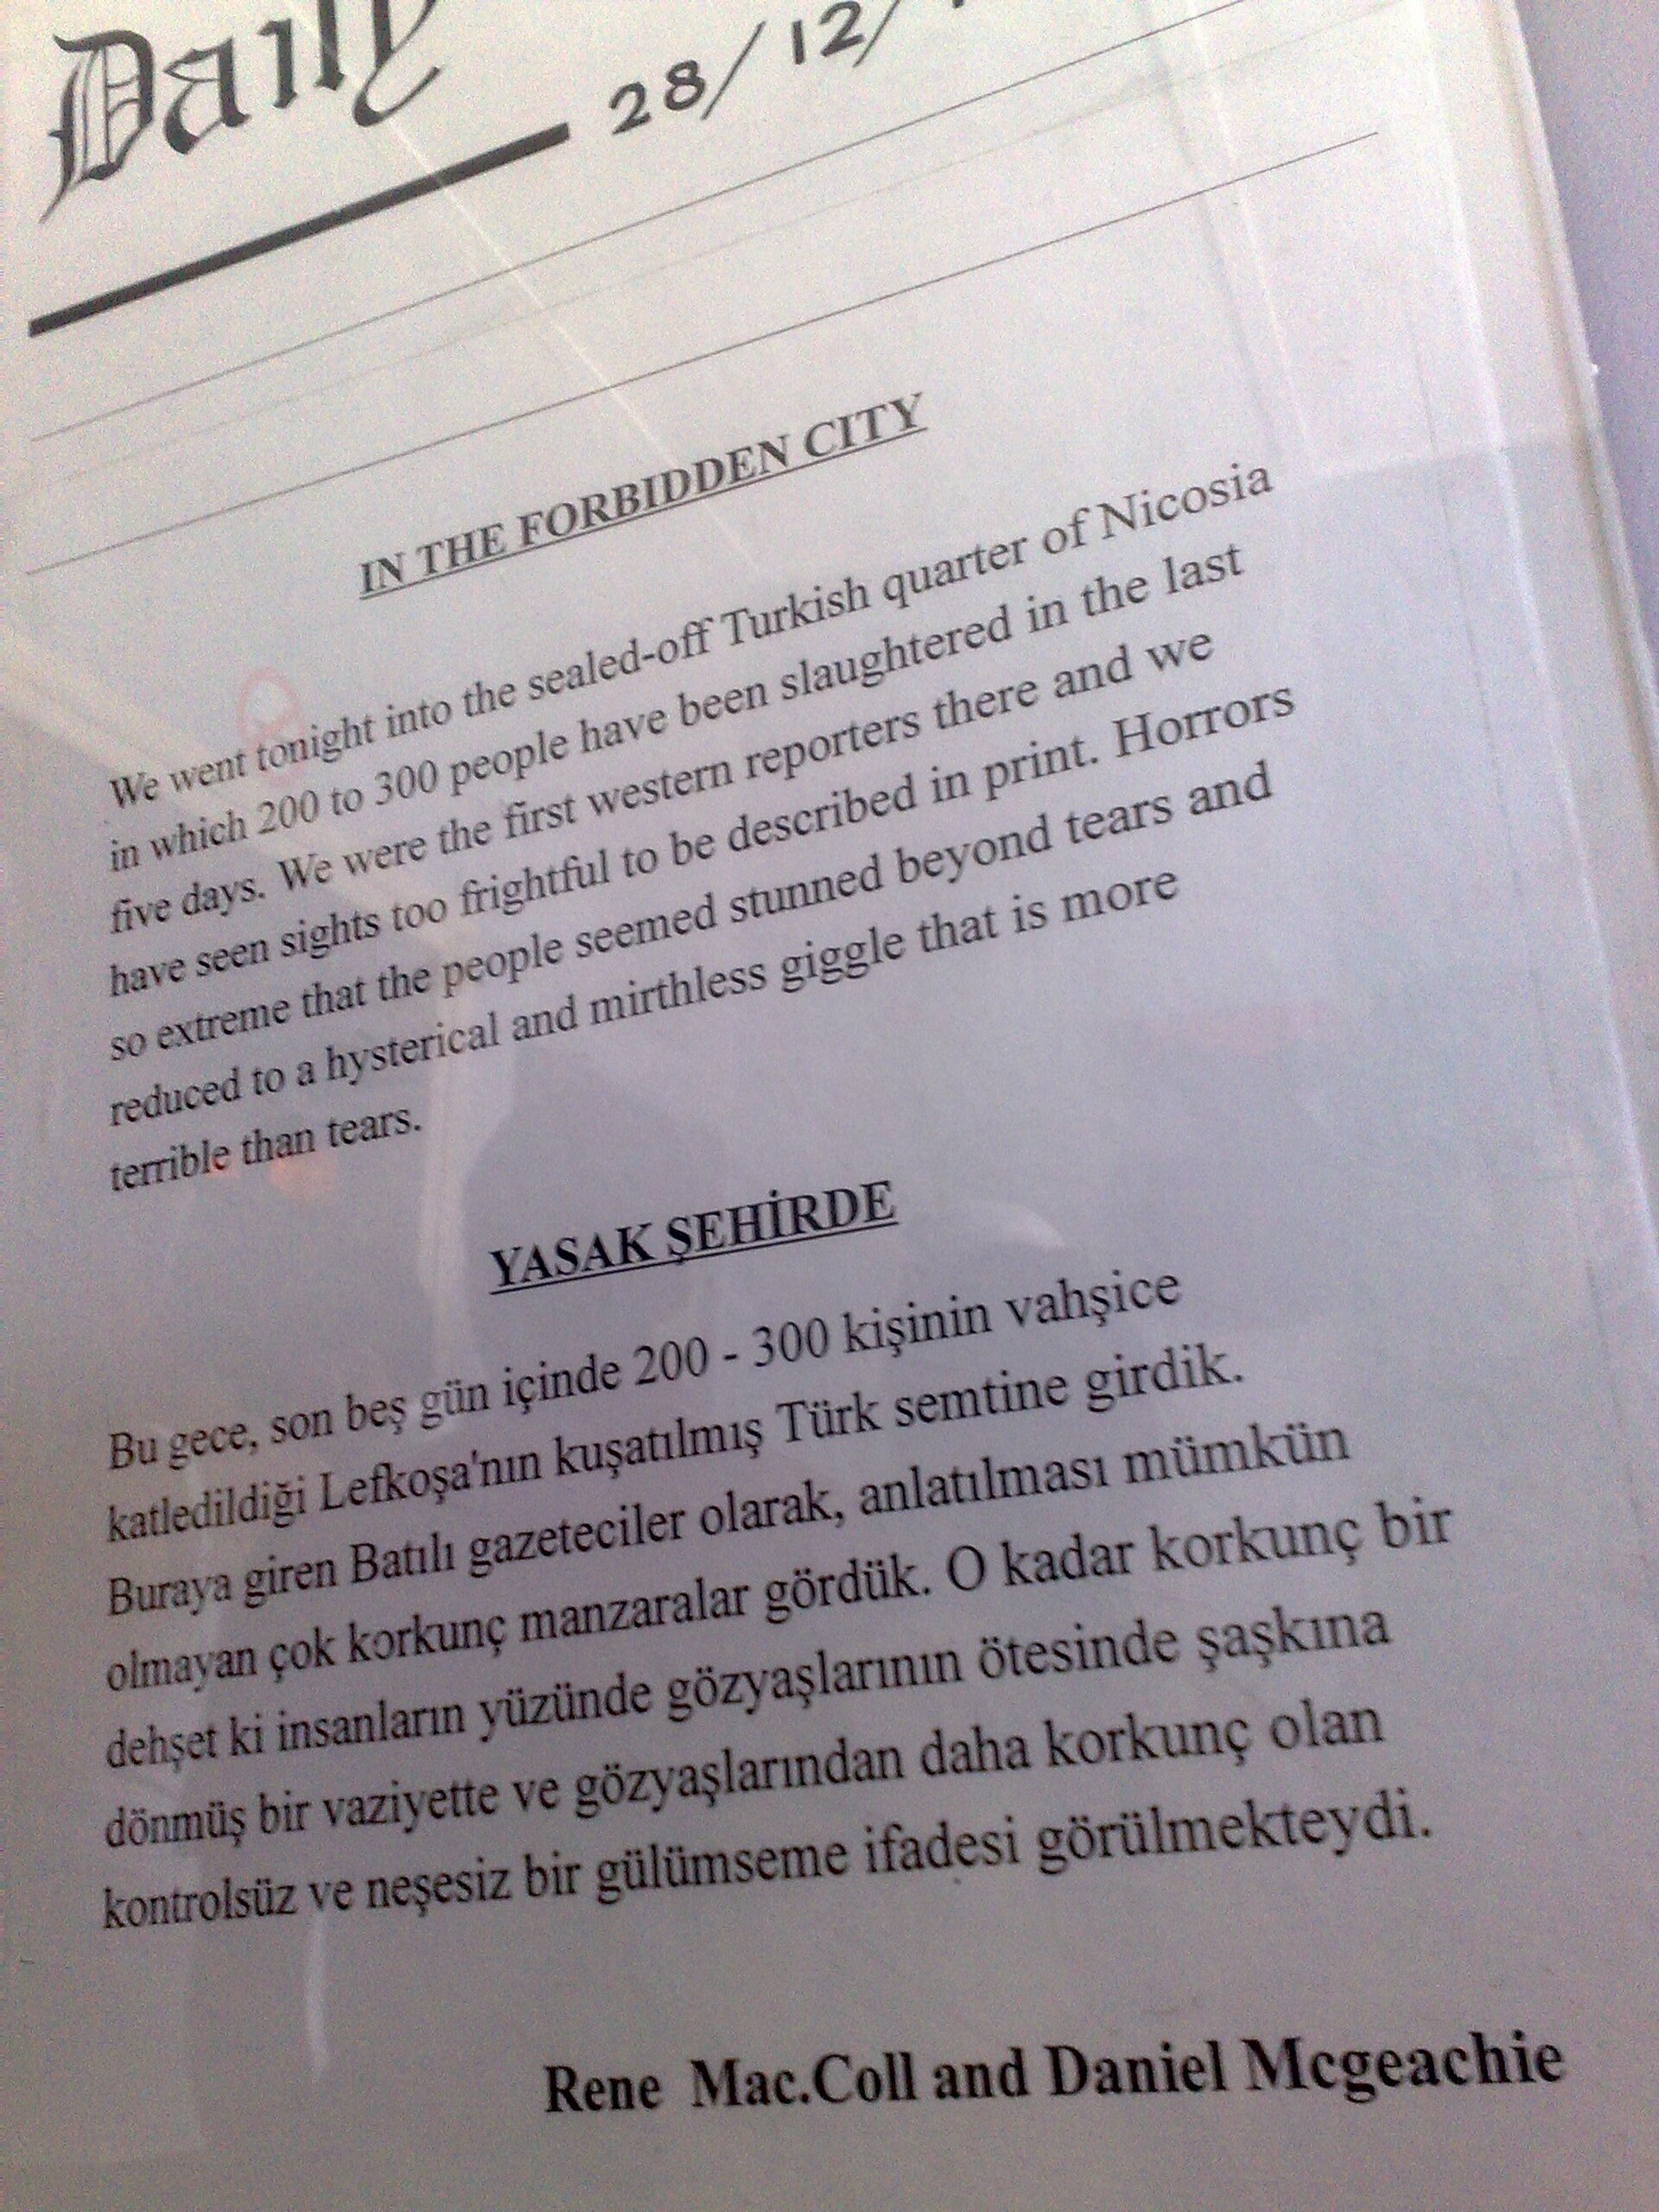 Daily
28/12/
IN THE FORBIDDEN CITY
We went tonight into the sealed-off Turkish quarter of Nicosia
in which 200 to 300 people have been slaughtered in the last
five days. We were the first western reporters there and we
have seen sights too frightful to be described in print. Horrors
so extreme that the people seemed stunned beyond tears and
reduced to a hysterical and mirthless giggle that is more
terrible than tears.
YASAK ŞEHİRDE
Bu gece, son beş gün içinde 200 - 300 kişinin vahşice
katledildiği Lefkoşa'nın kuşatılmış Türk semtine girdik.
Buraya giren Batılı gazeteciler olarak, anlatılması mümkün
olmayan çok korkunç manzaralar gördük. O kadar korkunç bir
dehşet ki insanların yüzünde gözyaşlarının ötesinde şaşkına
dönmüş bir vaziyette ve gözyaşlarından daha korkunç olan
kontrolsüz ve neşesiz bir gülümseme ifadesi görülmekteydi.
Rene Mac.Coll and Daniel Mcgeachie